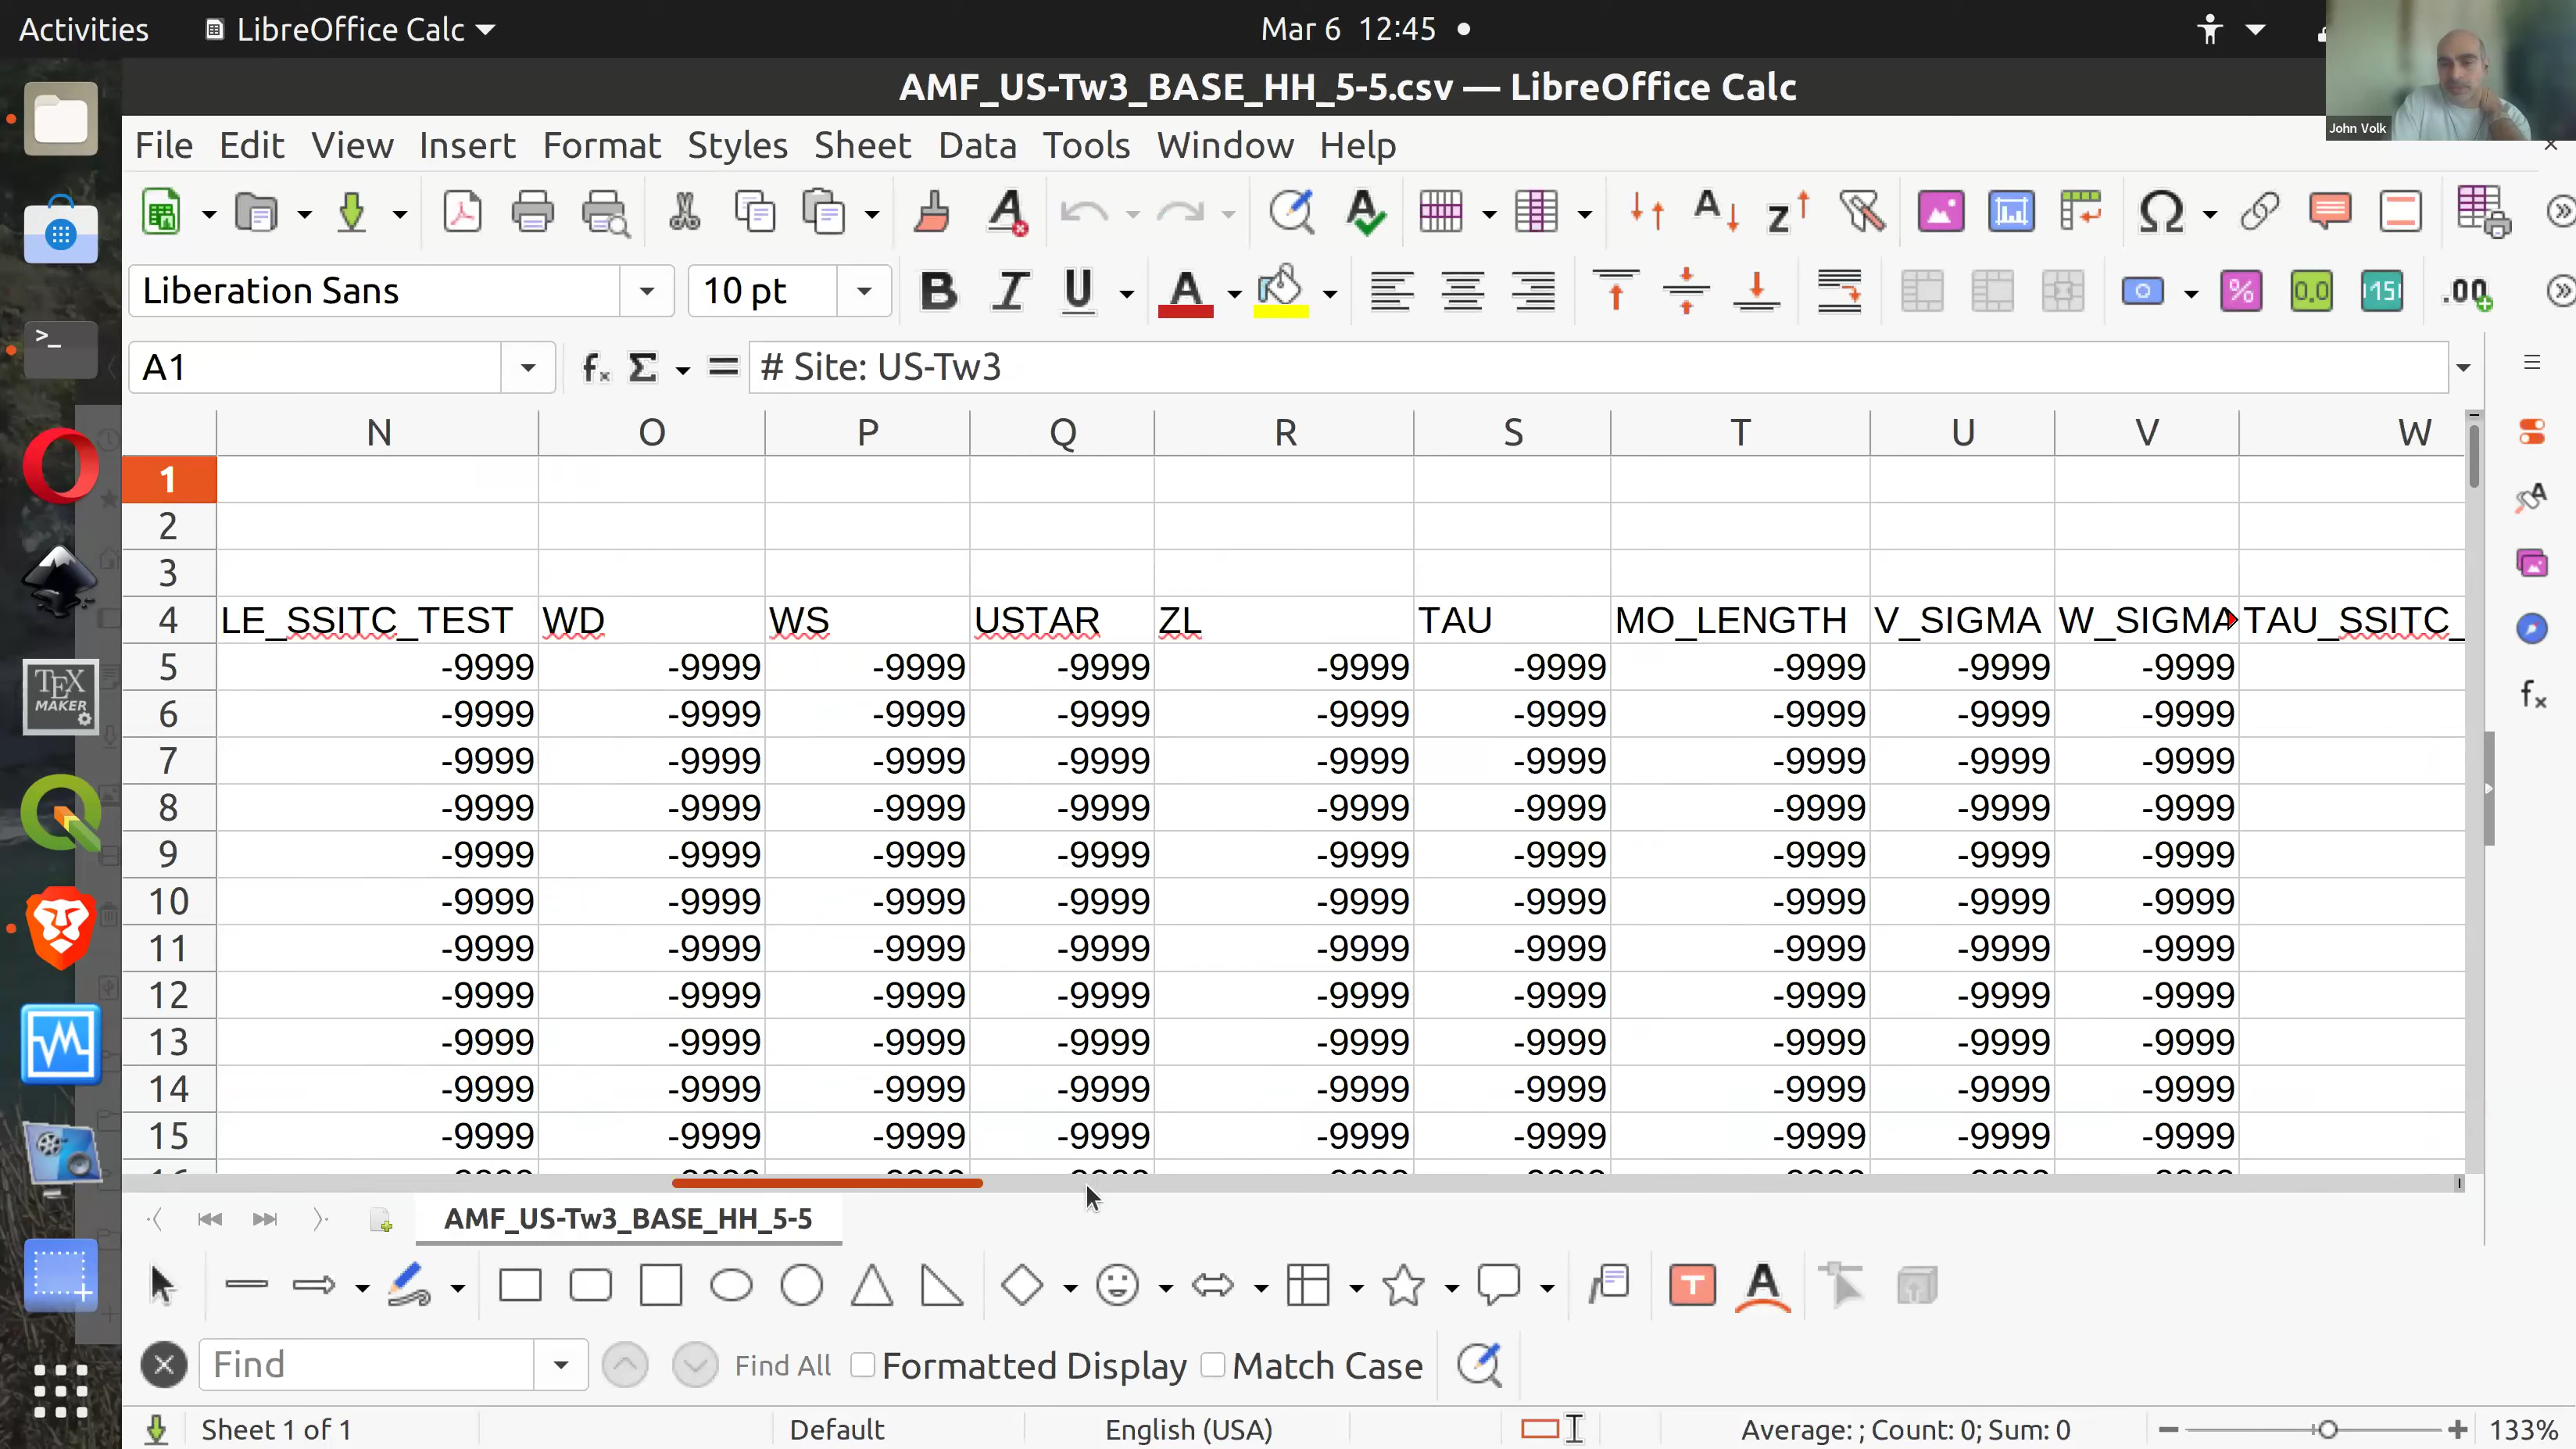 Activities LibreOffice Calc Mar 6 12:45
AMF_US-Tw3_BASE_HH_5-5.csv — LibreOffice Calc
John Volk
File Edit View Insert Format Styles Sheet Data Tools Window Help
Liberation Sans 10 pt
A1 # Site: US-Tw3
N O P Q R S T U V W
1
2
3
4 LE_SSITC_TEST WD WS USTAR ZL TAU MO_LENGTH V_SIGMA W_SIGMA TAU_SSITC_
5 -9999 -9999 -9999 -9999 -9999 -9999 -9999 -9999 -9999
6 -9999 -9999 -9999 -9999 -9999 -9999 -9999 -9999 -9999
7 -9999 -9999 -9999 -9999 -9999 -9999 -9999 -9999 -9999
8 -9999 -9999 -9999 -9999 -9999 -9999 -9999 -9999 -9999
9 -9999 -9999 -9999 -9999 -9999 -9999 -9999 -9999 -9999
10 -9999 -9999 -9999 -9999 -9999 -9999 -9999 -9999 -9999
11 -9999 -9999 -9999 -9999 -9999 -9999 -9999 -9999 -9999
12 -9999 -9999 -9999 -9999 -9999 -9999 -9999 -9999 -9999
13 -9999 -9999 -9999 -9999 -9999 -9999 -9999 -9999 -9999
14 -9999 -9999 -9999 -9999 -9999 -9999 -9999 -9999 -9999
15 -9999 -9999 -9999 -9999 -9999 -9999 -9999 -9999 -9999
AMF_US-Tw3_BASE_HH_5-5
Find Find All Formatted Display Match Case
Sheet 1 of 1 Default English (USA) Average: ; Count: 0; Sum: 0 133%
TEX
MAKER